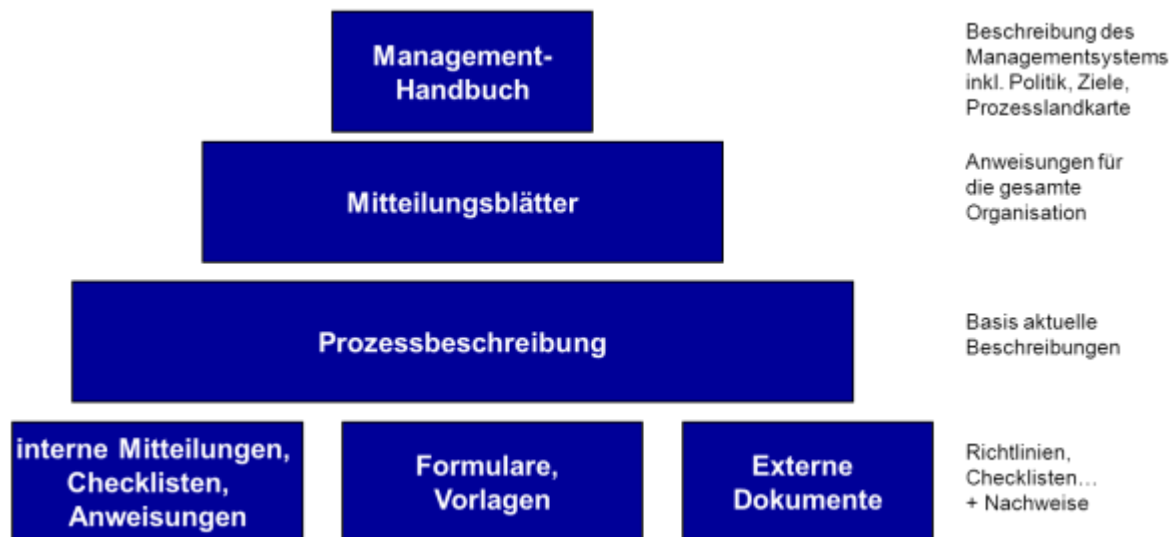 Management-
Handbuch
Beschreibung des
Managementsystems
inkl. Politik, Ziele,
Prozesslandkarte
Mitteilungsblätter
Anweisungen für
die gesamte
Organisation
Prozessbeschreibung
Basis aktuelle
Beschreibungen
interne Mitteilungen,
Checklisten,
Anweisungen
Formulare,
Vorlagen
Externe
Dokumente
Richtlinien,
Checklisten...
+ Nachweise